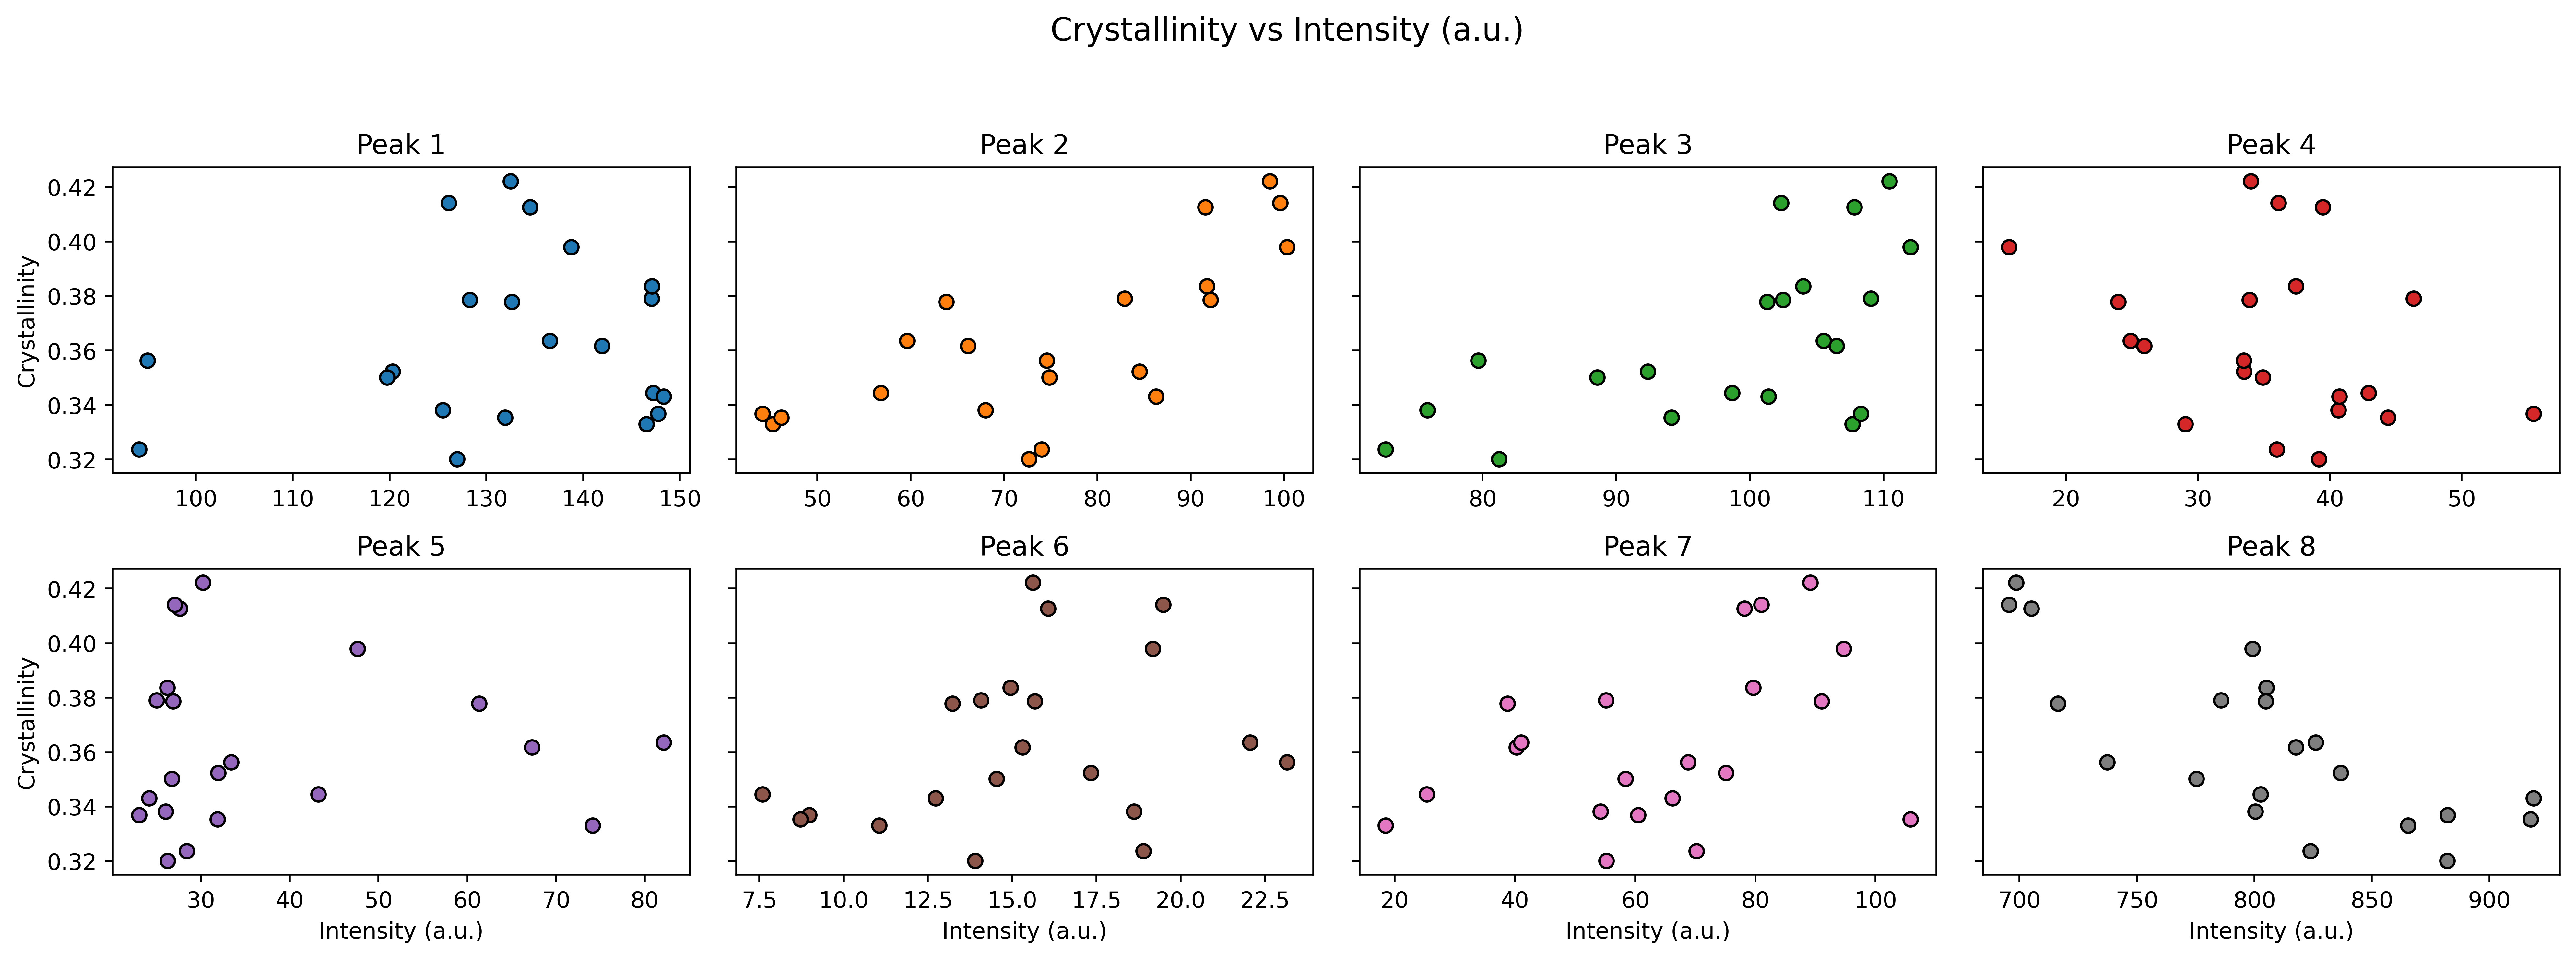 Crystallinity vs Intensity (a.u.)
Peak 1
Peak 2
Peak 3
Peak 4
Crystallinity
0.42
0.40
0.38
0.36
0.34
0.32
100 110 120 130 140 150
50 60 70 80 90 100
80 90 100 110
20 30 40 50
Peak 5
Peak 6
Peak 7
Peak 8
Crystallinity
0.42
0.40
0.38
0.36
0.34
0.32
30 40 50 60 70 80
7.5 10.0 12.5 15.0 17.5 20.0 22.5
20 40 60 80 100
700 750 800 850 900
Intensity (a.u.)
Intensity (a.u.)
Intensity (a.u.)
Intensity (a.u.)